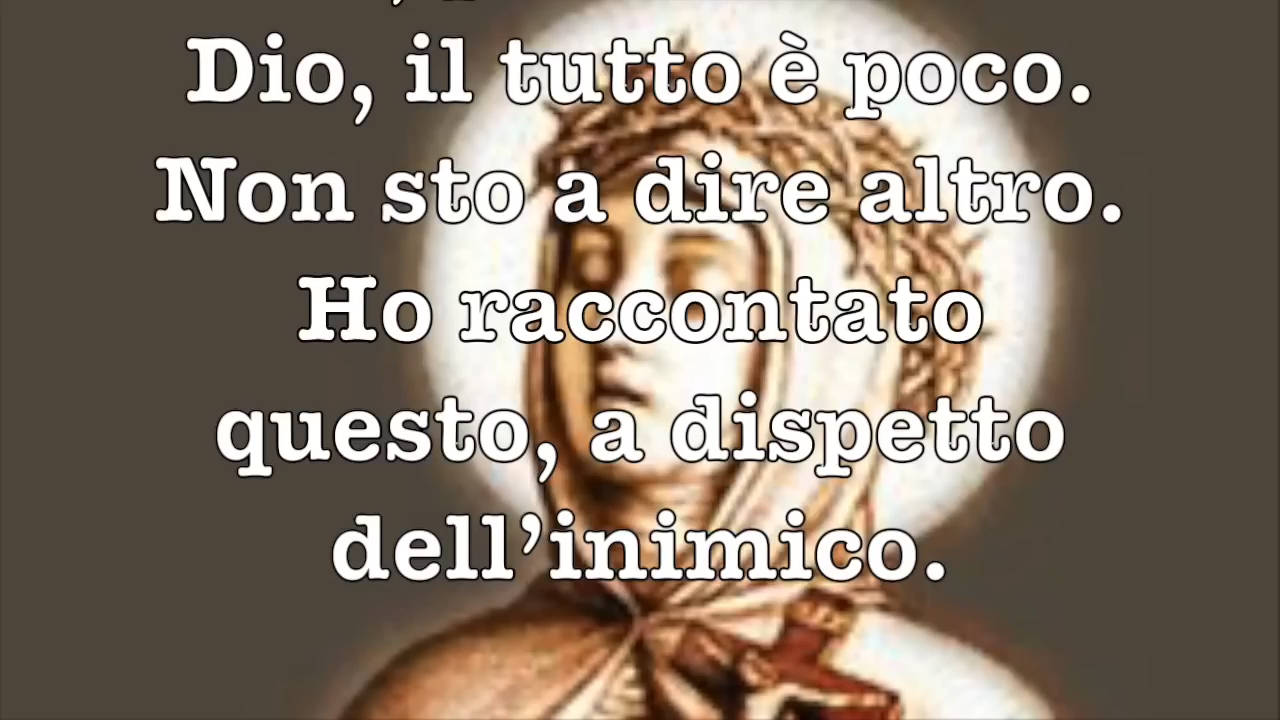 Dio, il tutto è poco.
Non sto a dire altro.
Ho raccontato
questo, a dispetto
dell’inimico.